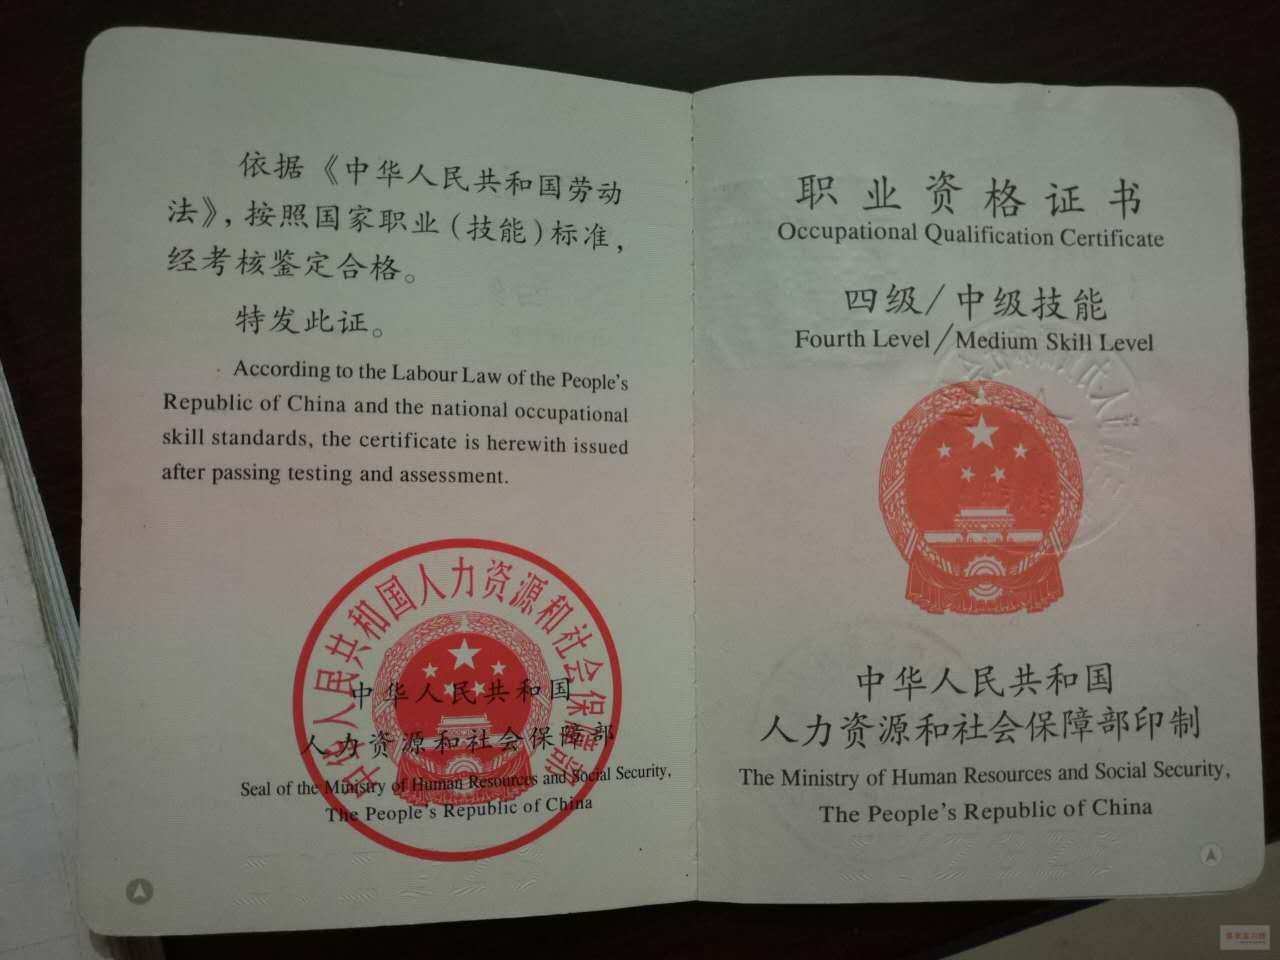 依据《中华人民共和国劳动
法》，按照国家职业(技能)标准，
经考核鉴定合格。
特发此证。
According to the Labour Law of the People's
Republic of China and the national occupational
skill standards, the certificate is herewith issued
after passing testing and assessment.
中华人民共和国人力资源和社会保障部
中华人民共和国
人力资源和社会保障部
Seal of the Ministry of Human Resources and Social Security,
The People's Republic of China
职业资格证书
Occupational Qualification Certificate
四级/中级技能
Fourth Level/Medium Skill Level
中华人民共和国
人力资源和社会保障部印制
The Ministry of Human Resources and Social Security,
The People's Republic of China